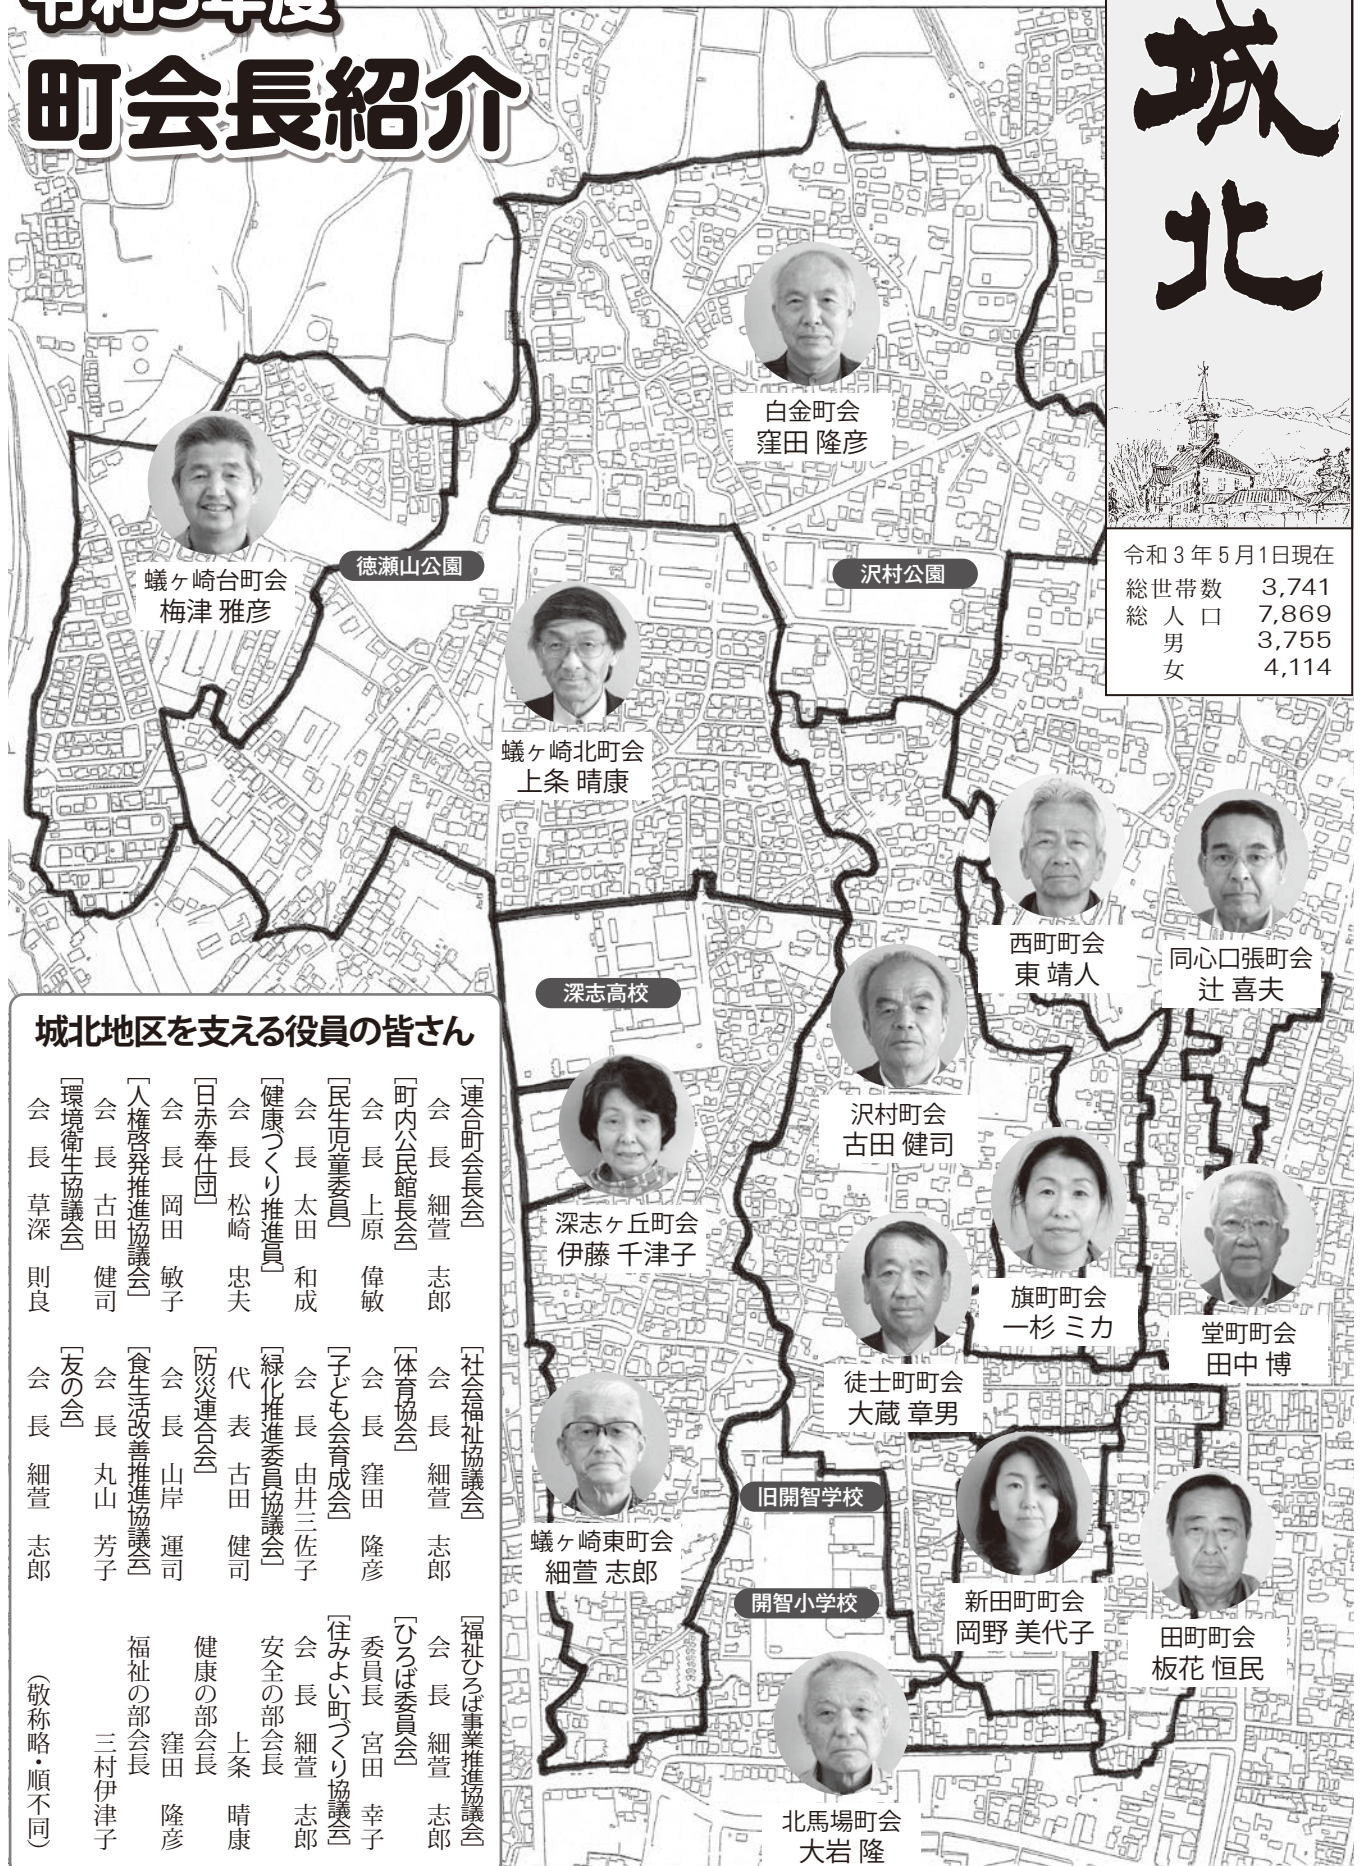 令和3年度
町会長紹介
城北
令和3年5月1日現在
総世帯数 3,741
総人口 7,869
男 3,755
女 4,114
白金町会
窪田 隆彦
蟻ヶ崎台町会
梅津 雅彦
徳瀬山公園
沢村公園
蟻ヶ崎北町会
上条 晴康
西町町会
東 靖人
同心口張町会
辻 喜夫
深志高校
沢村町会
古田 健司
深志ヶ丘町会
伊藤 千津子
旗町町会
一杉 ミカ
堂町町会
田中 博
徒士町町会
大蔵 章男
蟻ヶ崎東町会
細萱 志郎
旧開智学校
開智小学校
新田町町会
岡野 美代子
田町町会
板花 恒民
北馬場町会
大岩 隆
城北地区を支える役員の皆さん
[連合町会長会]
会長 細萱 志郎
[町内公民館長会]
会長 上原 偉敏
[民生児童委員]
会長 太田 和成
[健康づくり推進員]
会長 松崎 忠夫
[日赤奉仕団]
会長 岡田 敏子
[人権啓発推進協議会]
会長 古田 健司
[環境衛生協議会]
会長 草深 則良
[社会福祉協議会]
会長 細萱 志郎
[体育協会]
会長 窪田 隆彦
[子ども会育成会]
会長 由井三佐子
[緑化推進委員協議会]
代表 古田 健司
[防災連合会]
会長 山岸 運司
[食生活改善推進協議会]
会長 丸山 芳子
[友の会]
会長 細萱 志郎
[福祉ひろば事業推進協議会]
会長 細萱 志郎
[ひろば委員会]
委員長 宮田 幸子
[住みよい町づくり協議会]
会長 細萱 志郎
安全の部会長
上条 晴康
健康の部会長
窪田 隆彦
福祉の部会長
三村伊津子
(敬称略・順不同)